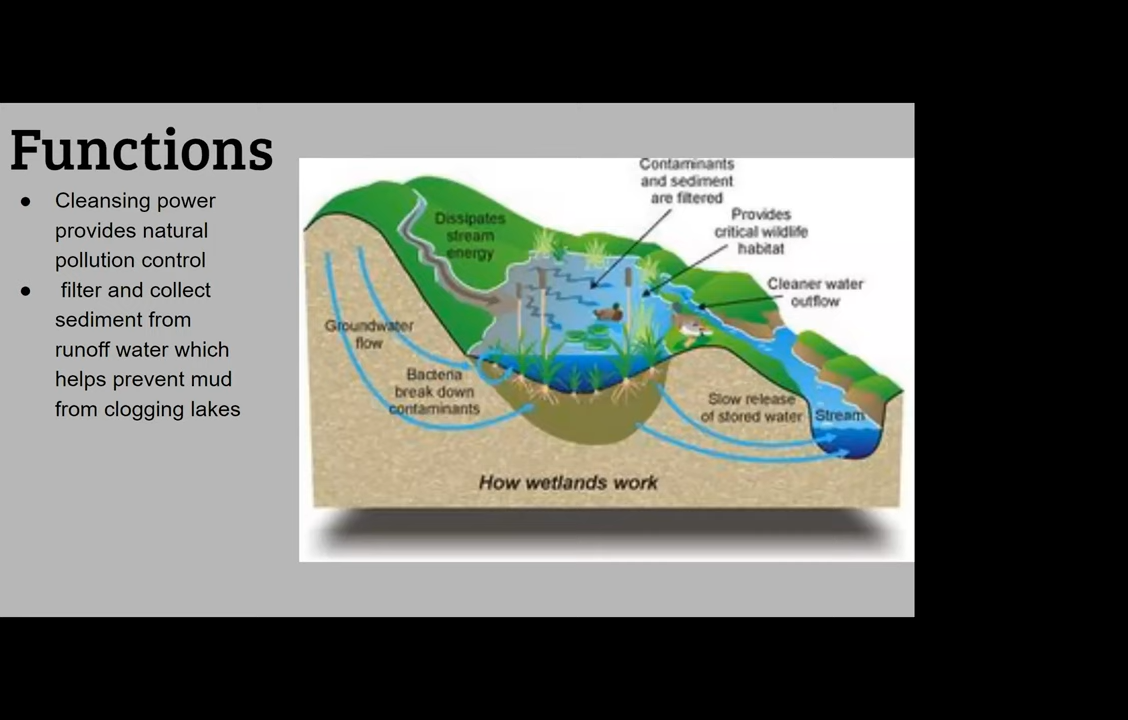 Functions
● Cleansing power
provides natural
pollution control
● filter and collect
sediment from
runoff water which
helps prevent mud
from clogging lakes
Contaminants
and sediment
are filtered
Dissipates
stream
energy
Provides
critical wildlife
habitat
Cleaner water
outflow
Groundwater
flow
Bacteria
break down
contaminants
Slow release
of stored water
Stream
How wetlands work